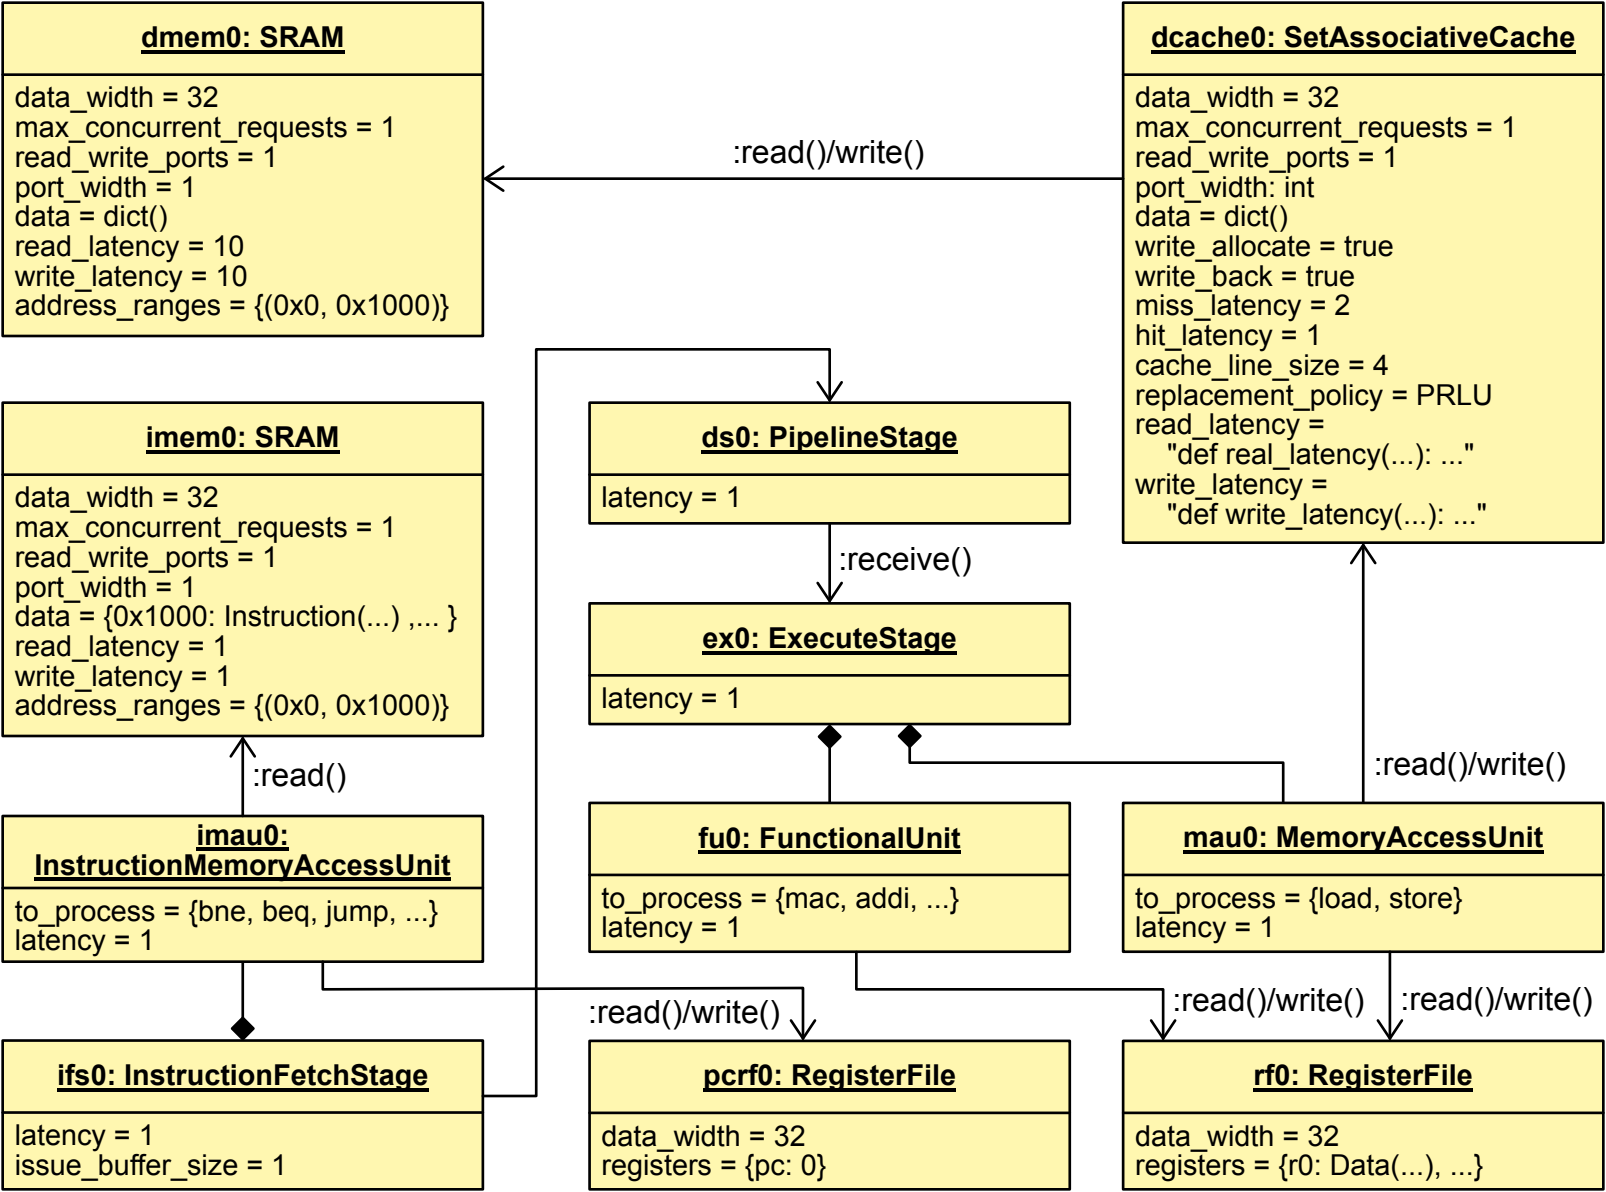 dmem0: SRAM
data_width = 32
max_concurrent_requests = 1
read_write_ports = 1
port_width = 1
data = dict()
read_latency = 10
write_latency = 10
address_ranges = {(0x0, 0x1000)}
:read()/write()
dcache0: SetAssociativeCache
data_width = 32
max_concurrent_requests = 1
read_write_ports = 1
port_width: int
data = dict()
write_allocate = true
write_back = true
miss_latency = 2
hit_latency = 1
cache_line_size = 4
replacement_policy = PRLU
read_latency =
"def real_latency(...): ..."
write_latency =
"def write_latency(...): ..."
imem0: SRAM
data_width = 32
max_concurrent_requests = 1
read_write_ports = 1
port_width = 1
data = {0x1000: Instruction(...) ,... }
read_latency = 1
write_latency = 1
address_ranges = {(0x0, 0x1000)}
ds0: PipelineStage
latency = 1
:receive()
ex0: ExecuteStage
latency = 1
:read()
:read()/write()
imau0:
InstructionMemoryAccessUnit
to_process = {bne, beq, jump, ...}
latency = 1
fu0: FunctionalUnit
to_process = {mac, addi, ...}
latency = 1
mau0: MemoryAccessUnit
to_process = {load, store}
latency = 1
:read()/write()
:read()/write()
:read()/write()
ifs0: InstructionFetchStage
latency = 1
issue_buffer_size = 1
pcrf0: RegisterFile
data_width = 32
registers = {pc: 0}
rf0: RegisterFile
data_width = 32
registers = {r0: Data(...), ...}